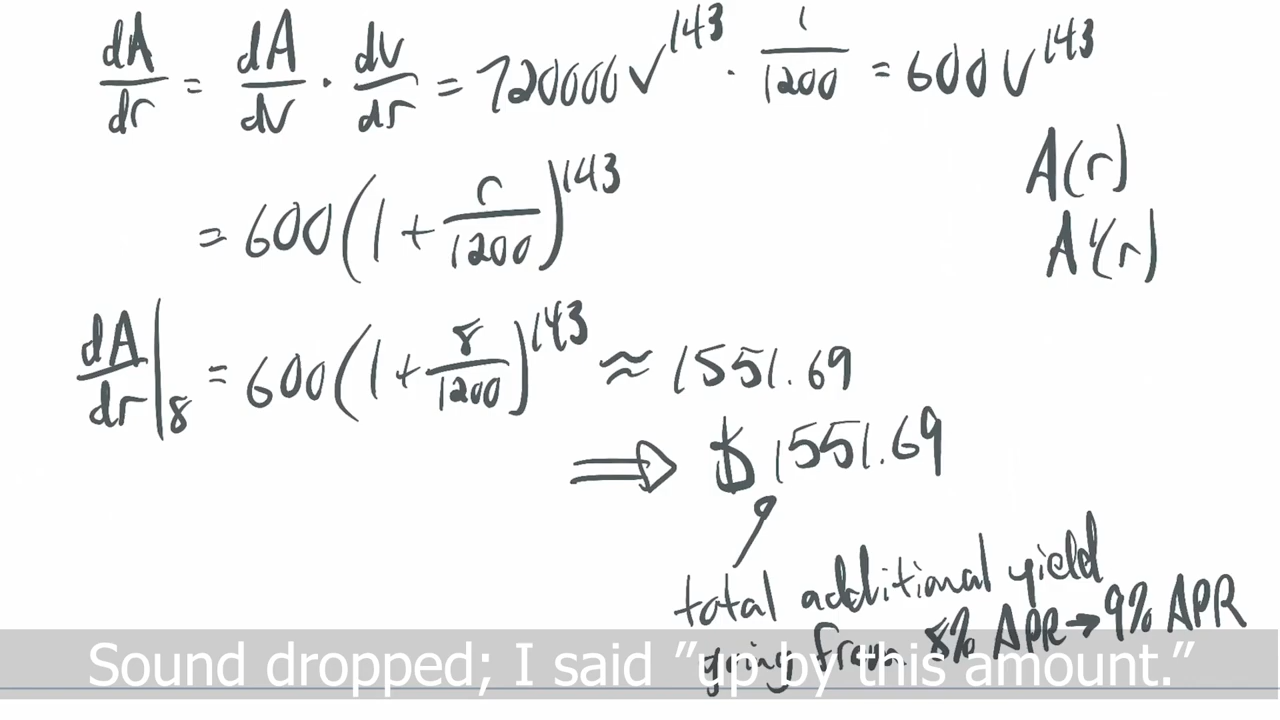 dA/dr = dA/dv · dv/dr = 720000v^143 · 1/1200 = 600v^143
A(r)
= 600(1 + r/1200)^143
A'(r)
dA/dr|8 = 600(1 + 8/1200)^143 ≈ 1551.69
⇒ $1551.69
total additional yield
going from 8% APR → 9% APR
Sound dropped; I said ”up by this amount.”